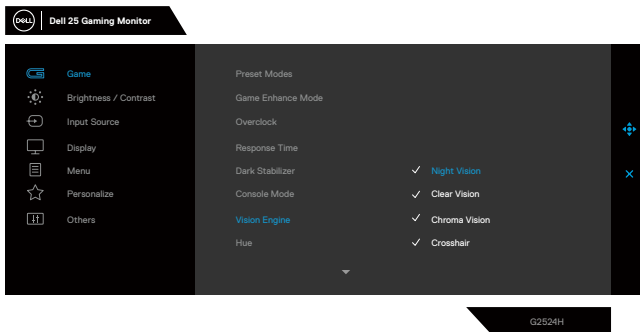 DELL
Dell 25 Gaming Monitor
Game
Brightness / Contrast
Input Source
Display
Menu
Personalize
Others
Preset Modes
Game Enhance Mode
Overclock
Response Time
Dark Stabilizer
Console Mode
Vision Engine
Hue
Night Vision
Clear Vision
Chroma Vision
Crosshair
G2524H